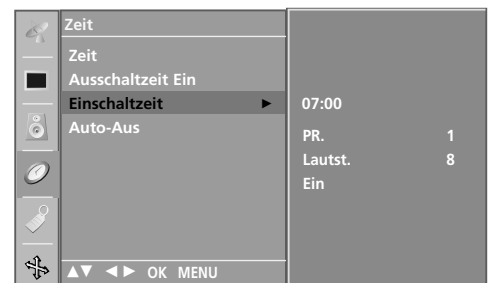 Zeit
Zeit
Ausschaltzeit Ein
Einschaltzeit ►
Auto-Aus
▲▼ ◄► OK MENU
07:00
PR. 1
Lautst. 8
Ein